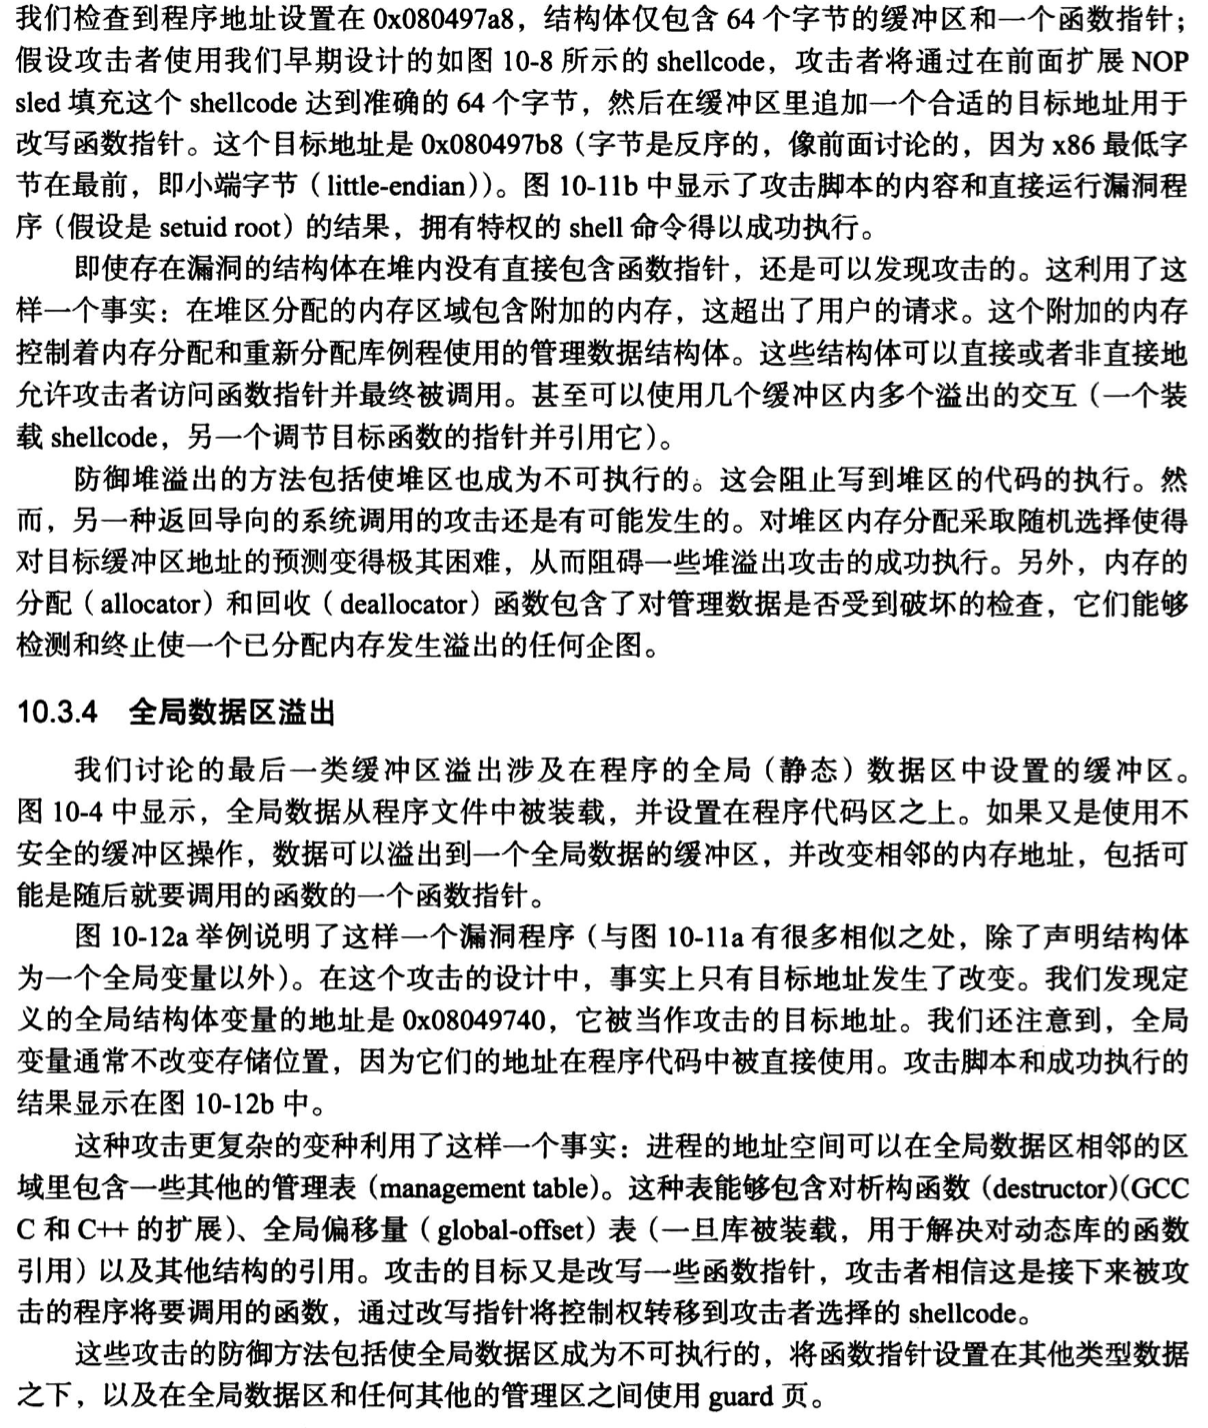 我们检查到程序地址设置在 0x080497a8，结构体仅包含 64 个字节的缓冲区和一个函数指针；
假设攻击者使用我们早期设计的如图 10-8 所示的 shellcode，攻击者将通过在前面扩展 NOP
sled 填充这个 shellcode 达到准确的 64 个字节，然后在缓冲区里追加一个合适的目标地址用于
改写函数指针。这个目标地址是 0x080497b8（字节是反序的，像前面讨论的，因为 x86 最低字
节在最前，即小端字节（little-endian））。图 10-11b 中显示了攻击脚本的内容和直接运行漏洞程
序（假设是 setuid root）的结果，拥有特权的 shell 命令得以成功执行。
即使存在漏洞的结构体在堆内没有直接包含函数指针，还是可以发现攻击的。这利用了这
样一个事实：在堆区分配的内存区域包含附加的内存，这超出了用户的请求。这个附加的内存
控制着内存分配和重新分配库例程使用的管理数据结构体。这些结构体可以直接或者非直接地
允许攻击者访问函数指针并最终被调用。甚至可以使用几个缓冲区内多个溢出的交互（一个装
载 shellcode，另一个调节目标函数的指针并引用它）。
防御堆溢出的方法包括使堆区也成为不可执行的。这会阻止写到堆区的代码的执行。然
而，另一种返回导向的系统调用的攻击还是有可能发生的。对堆区内存分配采取随机选择使得
对目标缓冲区地址的预测变得极其困难，从而阻碍一些堆溢出攻击的成功执行。另外，内存的
分配（allocator）和回收（deallocator）函数包含了对管理数据是否受到破坏的检查，它们能够
检测和终止使一个已分配内存发生溢出的任何企图。
10.3.4 全局数据区溢出
我们讨论的最后一类缓冲区溢出涉及在程序的全局（静态）数据区中设置的缓冲区。
图 10-4 中显示，全局数据从程序文件中被装载，并设置在程序代码区之上。如果又是使用不
安全的缓冲区操作，数据可以溢出到一个全局数据的缓冲区，并改变相邻的内存地址，包括可
能是随后就要调用的函数的一个函数指针。
图 10-12a 举例说明了这样一个漏洞程序（与图 10-11a 有很多相似之处，除了声明结构体
为一个全局变量以外）。在这个攻击的设计中，事实上只有目标地址发生了改变。我们发现定
义的全局结构体变量的地址是 0x08049740，它被当作攻击的目标地址。我们还注意到，全局
变量通常不改变存储位置，因为它们的地址在程序代码中被直接使用。攻击脚本和成功执行的
结果显示在图 10-12b 中。
这种攻击更复杂的变种利用了这样一个事实：进程的地址空间可以在全局数据区相邻的区
域里包含一些其他的管理表（management table）。这种表能够包含对析构函数（destructor）（GCC
C 和 C++ 的扩展）、全局偏移量（global-offset）表（一旦库被装载，用于解决对动态库的函数
引用）以及其他结构的引用。攻击的目标又是改写一些函数指针，攻击者相信这是接下来被攻
击的程序将要调用的函数，通过改写指针将控制权转移到攻击者选择的 shellcode。
这些攻击的防御方法包括使全局数据区成为不可执行的，将函数指针设置在其他类型数据
之下，以及在全局数据区和任何其他的管理区之间使用 guard 页。